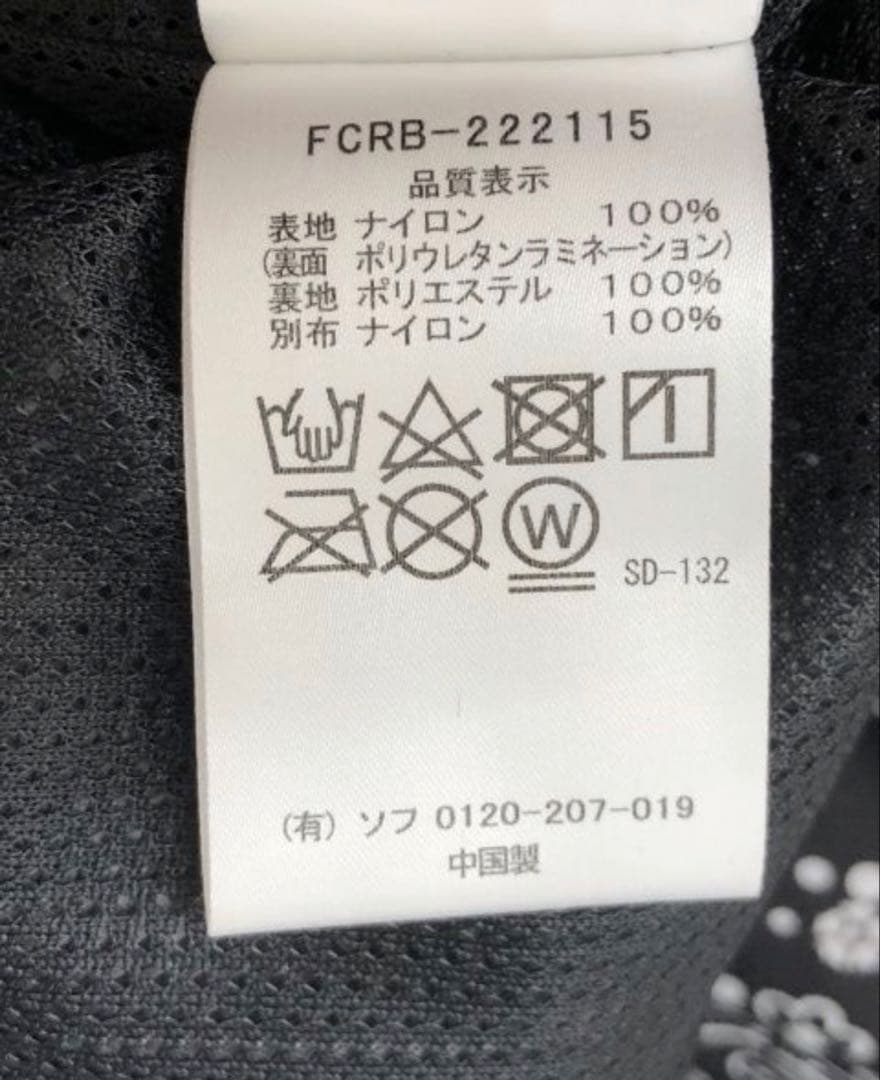 FCRB-222115
品質表示
表地 ナイロン 100%
(裏面 ポリウレタンラミネーション)
裏地 ポリエステル 100%
別布 ナイロン 100%
W
SD-132
(有) ソフ 0120-207-019
中国製